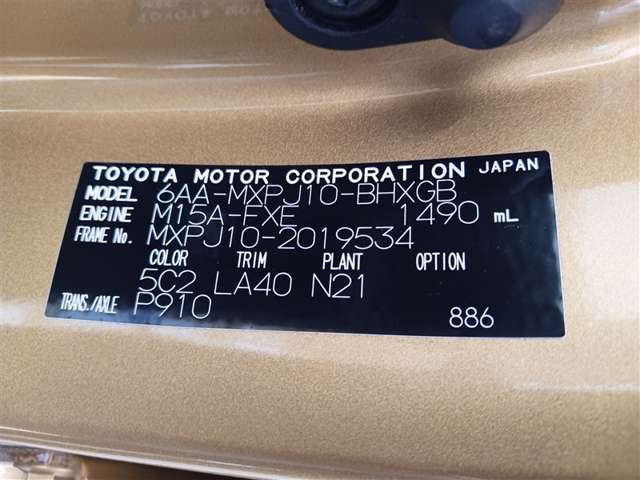 TOYOTA MOTOR CORPORATION JAPAN
MODEL 6AA-MXPJ10-BHXGB
ENGINE M15A-FXE 1490 mL
FRAME No. MXPJ10-2019534
COLOR TRIM PLANT OPTION
5C2 LA40 N21
TRANS./AXLE P910
886